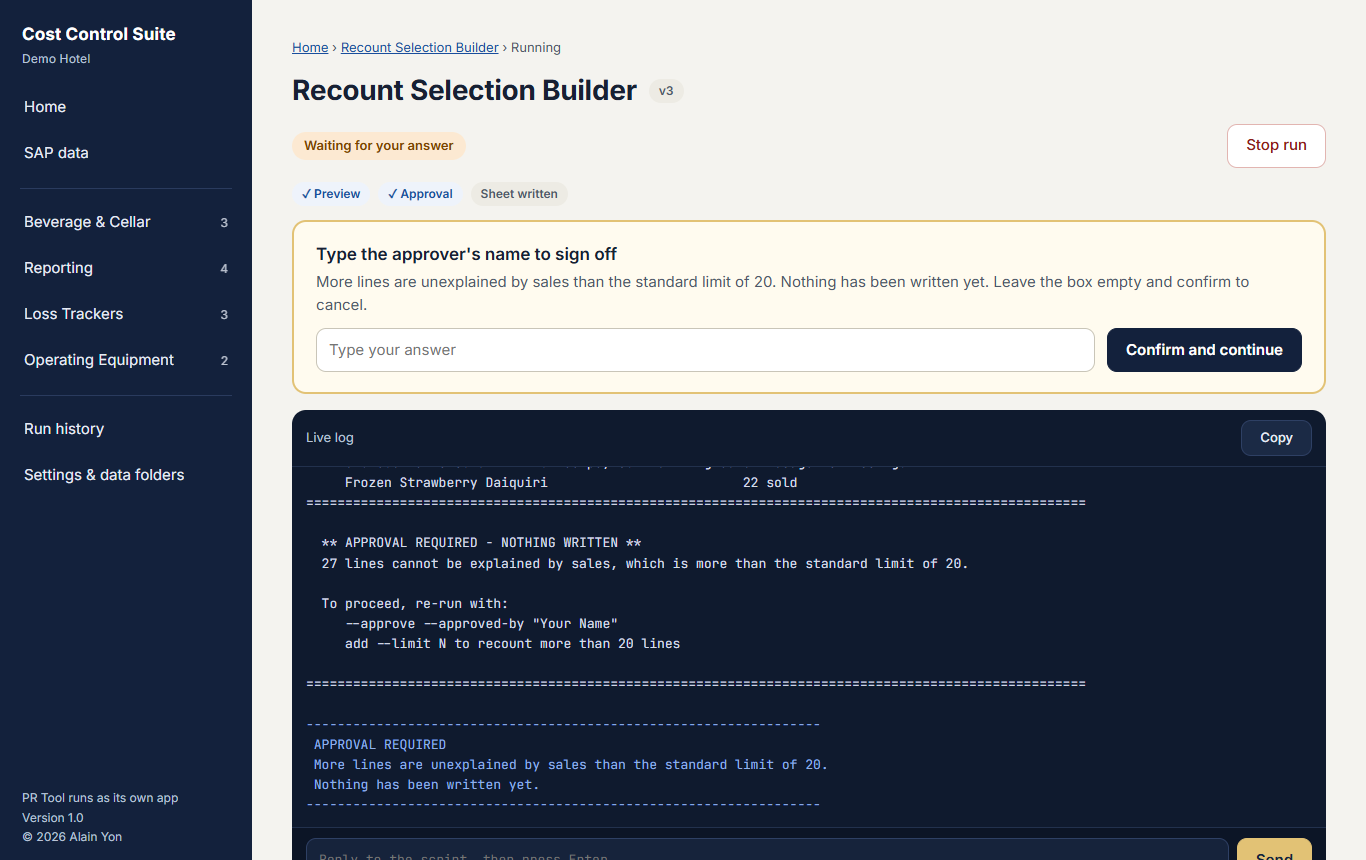 Cost Control Suite
Demo Hotel
Home
SAP data
Beverage & Cellar 3
Reporting 4
Loss Trackers 3
Operating Equipment 2
Run history
Settings & data folders
PR Tool runs as its own app
Version 1.0
© 2026 Alain Yon
Home › Recount Selection Builder › Running
Recount Selection Builder v3
Waiting for your answer
Stop run
✓ Preview ✓ Approval Sheet written
Type the approver's name to sign off
More lines are unexplained by sales than the standard limit of 20. Nothing has been written yet. Leave the box empty and confirm to
cancel.
Type your answer
Confirm and continue
Live log
Copy
Frozen Strawberry Daiquiri 22 sold
====================================================================================================
** APPROVAL REQUIRED - NOTHING WRITTEN **
27 lines cannot be explained by sales, which is more than the standard limit of 20.
To proceed, re-run with:
--approve --approved-by "Your Name"
add --limit N to recount more than 20 lines
====================================================================================================
------------------------------------------------------------------
APPROVAL REQUIRED
More lines are unexplained by sales than the standard limit of 20.
Nothing has been written yet.
------------------------------------------------------------------
Reply to the script, then press Enter
Send